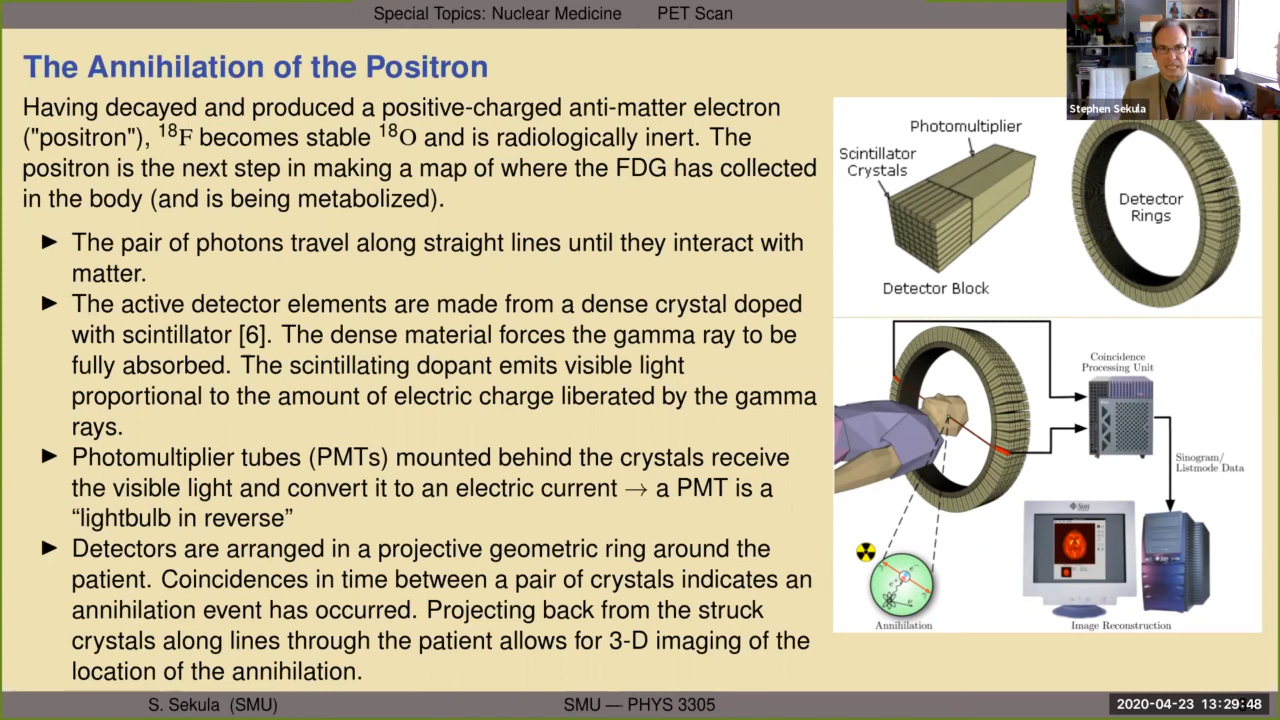 Special Topics: Nuclear Medicine PET Scan
Stephen Sekula
The Annihilation of the Positron
Having decayed and produced a positive-charged anti-matter electron
("positron"), ¹⁸F becomes stable ¹⁸O and is radiologically inert. The
positron is the next step in making a map of where the FDG has collected
in the body (and is being metabolized).
► The pair of photons travel along straight lines until they interact with
matter.
► The active detector elements are made from a dense crystal doped
with scintillator [6]. The dense material forces the gamma ray to be
fully absorbed. The scintillating dopant emits visible light
proportional to the amount of electric charge liberated by the gamma
rays.
► Photomultiplier tubes (PMTs) mounted behind the crystals receive
the visible light and convert it to an electric current → a PMT is a
“lightbulb in reverse”
► Detectors are arranged in a projective geometric ring around the
patient. Coincidences in time between a pair of crystals indicates an
annihilation event has occurred. Projecting back from the struck
crystals along lines through the patient allows for 3-D imaging of the
location of the annihilation.
Photomultiplier
Scintillator
Crystals
Detector Block
Detector
Rings
Coincidence
Processing Unit
Sinogram/
Listmode Data
Sun
Annihilation
Image Reconstruction
S. Sekula (SMU)
SMU — PHYS 3305
2020-04-23 13:29:48